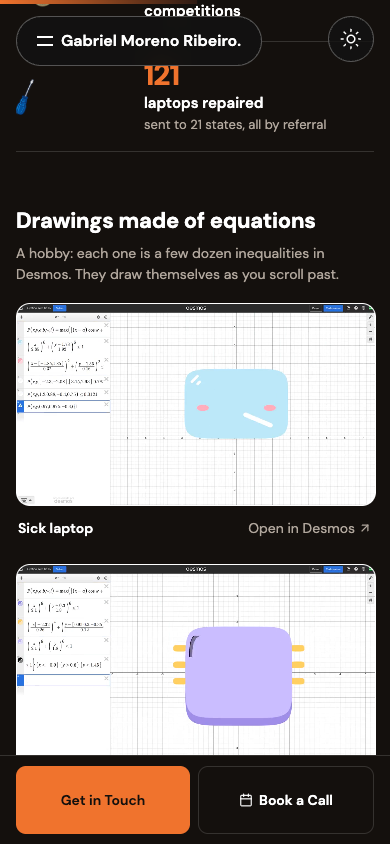 competitions
Gabriel Moreno Ribeiro.
121
laptops repaired
sent to 21 states, all by referral
Drawings made of equations
A hobby: each one is a few dozen inequalities in
Desmos. They draw themselves as you scroll past.
desmos
Sick laptop
Open in Desmos ↗
desmos
Get in Touch
Book a Call